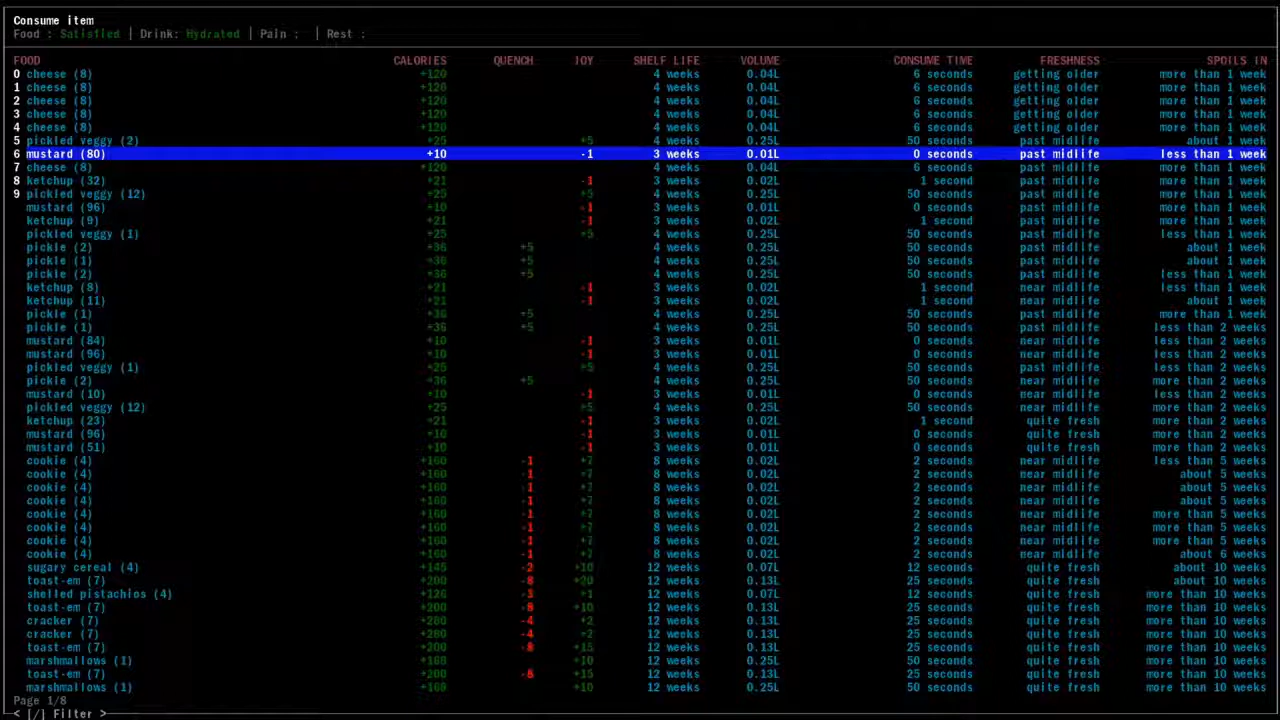 Consume item
Food : Satisfied | Drink: Hydrated | Pain : | Rest :
FOOD CALORIES QUENCH JOY SHELF LIFE VOLUME CONSUME TIME FRESHNESS SPOILS IN
0 cheese (8) +120 4 weeks 0.04L 6 seconds getting older more than 1 week
1 cheese (8) +120 4 weeks 0.04L 6 seconds getting older more than 1 week
2 cheese (8) +120 4 weeks 0.04L 6 seconds getting older more than 1 week
3 cheese (8) +120 4 weeks 0.04L 6 seconds getting older more than 1 week
4 cheese (8) +120 4 weeks 0.04L 6 seconds getting older more than 1 week
5 pickled veggy (2) +25 +5 4 weeks 0.25L 50 seconds past midlife about 1 week
6 mustard (80) +10 -1 3 weeks 0.01L 0 seconds past midlife less than 1 week
7 cheese (8) +120 4 weeks 0.04L 6 seconds past midlife more than 1 week
8 ketchup (32) +21 -1 3 weeks 0.02L 1 second past midlife more than 1 week
9 pickled veggy (12) +25 +5 4 weeks 0.25L 50 seconds past midlife more than 1 week
mustard (96) +10 -1 3 weeks 0.01L 0 seconds past midlife more than 1 week
ketchup (9) +21 -1 3 weeks 0.02L 1 second past midlife more than 1 week
pickled veggy (1) +25 +5 4 weeks 0.25L 50 seconds past midlife less than 1 week
pickle (2) +36 +5 4 weeks 0.25L 50 seconds past midlife about 1 week
pickle (1) +36 +5 4 weeks 0.25L 50 seconds past midlife about 1 week
pickle (2) +36 +5 4 weeks 0.25L 50 seconds past midlife less than 1 week
ketchup (8) +21 -1 3 weeks 0.02L 1 second near midlife less than 1 week
ketchup (11) +21 -1 3 weeks 0.02L 1 second near midlife about 1 week
pickle (1) +36 +5 4 weeks 0.25L 50 seconds past midlife more than 1 week
pickle (1) +36 +5 4 weeks 0.25L 50 seconds past midlife less than 2 weeks
mustard (84) +10 -1 3 weeks 0.01L 0 seconds near midlife less than 2 weeks
mustard (96) +10 -1 3 weeks 0.01L 0 seconds near midlife less than 2 weeks
pickled veggy (1) +25 +5 4 weeks 0.25L 50 seconds past midlife less than 2 weeks
pickle (2) +36 +5 4 weeks 0.25L 50 seconds near midlife more than 2 weeks
mustard (10) +10 -1 3 weeks 0.01L 0 seconds near midlife less than 2 weeks
pickled veggy (12) +25 +5 4 weeks 0.25L 50 seconds near midlife more than 2 weeks
ketchup (23) +21 -1 3 weeks 0.02L 1 second quite fresh less than 2 weeks
mustard (96) +10 -1 3 weeks 0.01L 0 seconds quite fresh more than 2 weeks
mustard (51) +10 -1 3 weeks 0.01L 0 seconds quite fresh more than 2 weeks
cookie (4) +160 -1 +7 8 weeks 0.02L 2 seconds near midlife less than 5 weeks
cookie (4) +160 -1 +7 8 weeks 0.02L 2 seconds near midlife about 5 weeks
cookie (4) +160 -1 +7 8 weeks 0.02L 2 seconds near midlife about 5 weeks
cookie (4) +160 -1 +7 8 weeks 0.02L 2 seconds near midlife about 5 weeks
cookie (4) +160 -1 +7 8 weeks 0.02L 2 seconds near midlife more than 5 weeks
cookie (4) +160 -1 +7 8 weeks 0.02L 2 seconds near midlife more than 5 weeks
cookie (4) +160 -1 +7 8 weeks 0.02L 2 seconds near midlife more than 5 weeks
cookie (4) +160 -1 +7 8 weeks 0.02L 2 seconds near midlife about 6 weeks
sugary cereal (4) +145 -2 +10 12 weeks 0.07L 12 seconds quite fresh about 10 weeks
toast-em (7) +200 -8 +20 12 weeks 0.13L 25 seconds quite fresh about 10 weeks
shelled pistachios (4) +126 -3 +1 12 weeks 0.07L 12 seconds quite fresh more than 10 weeks
toast-em (7) +200 -8 +10 12 weeks 0.13L 25 seconds quite fresh more than 10 weeks
cracker (7) +280 -4 +2 12 weeks 0.13L 25 seconds quite fresh more than 10 weeks
cracker (7) +280 -4 +2 12 weeks 0.13L 25 seconds quite fresh more than 10 weeks
toast-em (7) +200 -8 +15 12 weeks 0.13L 25 seconds quite fresh more than 10 weeks
marshmallows (1) +10 12 weeks 0.25L 50 seconds quite fresh more than 10 weeks
toast-em (7) +200 -8 +15 12 weeks 0.13L 25 seconds quite fresh more than 10 weeks
marshmallows (1) +10 12 weeks 0.25L 50 seconds quite fresh more than 10 weeks
Page 1/8
< [/] Filter >